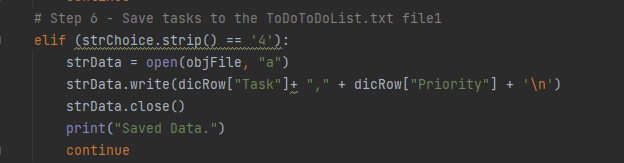 continue
# Step 6 - Save tasks to the ToDoToDoList.txt file1
elif (strChoice.strip() == '4'):
strData = open(objFile, "a")
strData.write(dicRow["Task"]+ "," + dicRow["Priority"] + '\n')
strData.close()
print("Saved Data.")
continue